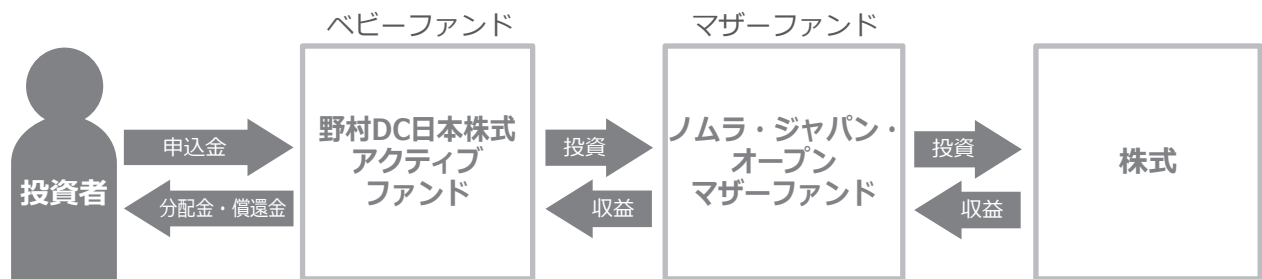 ベビーファンド
マザーファンド
投資者
申込金
分配金・償還金
野村DC日本株式
アクティブ
ファンド
投資
収益
ノムラ・ジャパン・
オープン
マザーファンド
投資
収益
株式